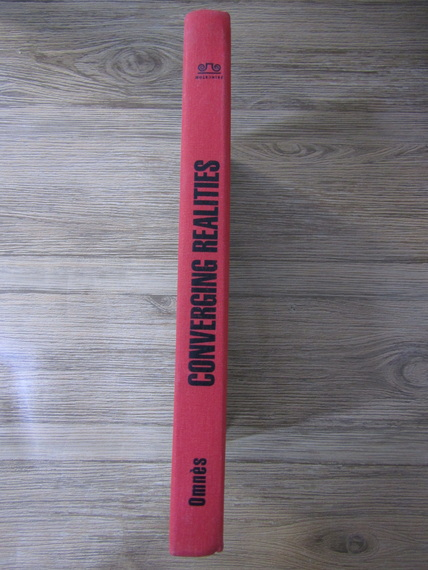 Omnès
CONVERGING REALITIES